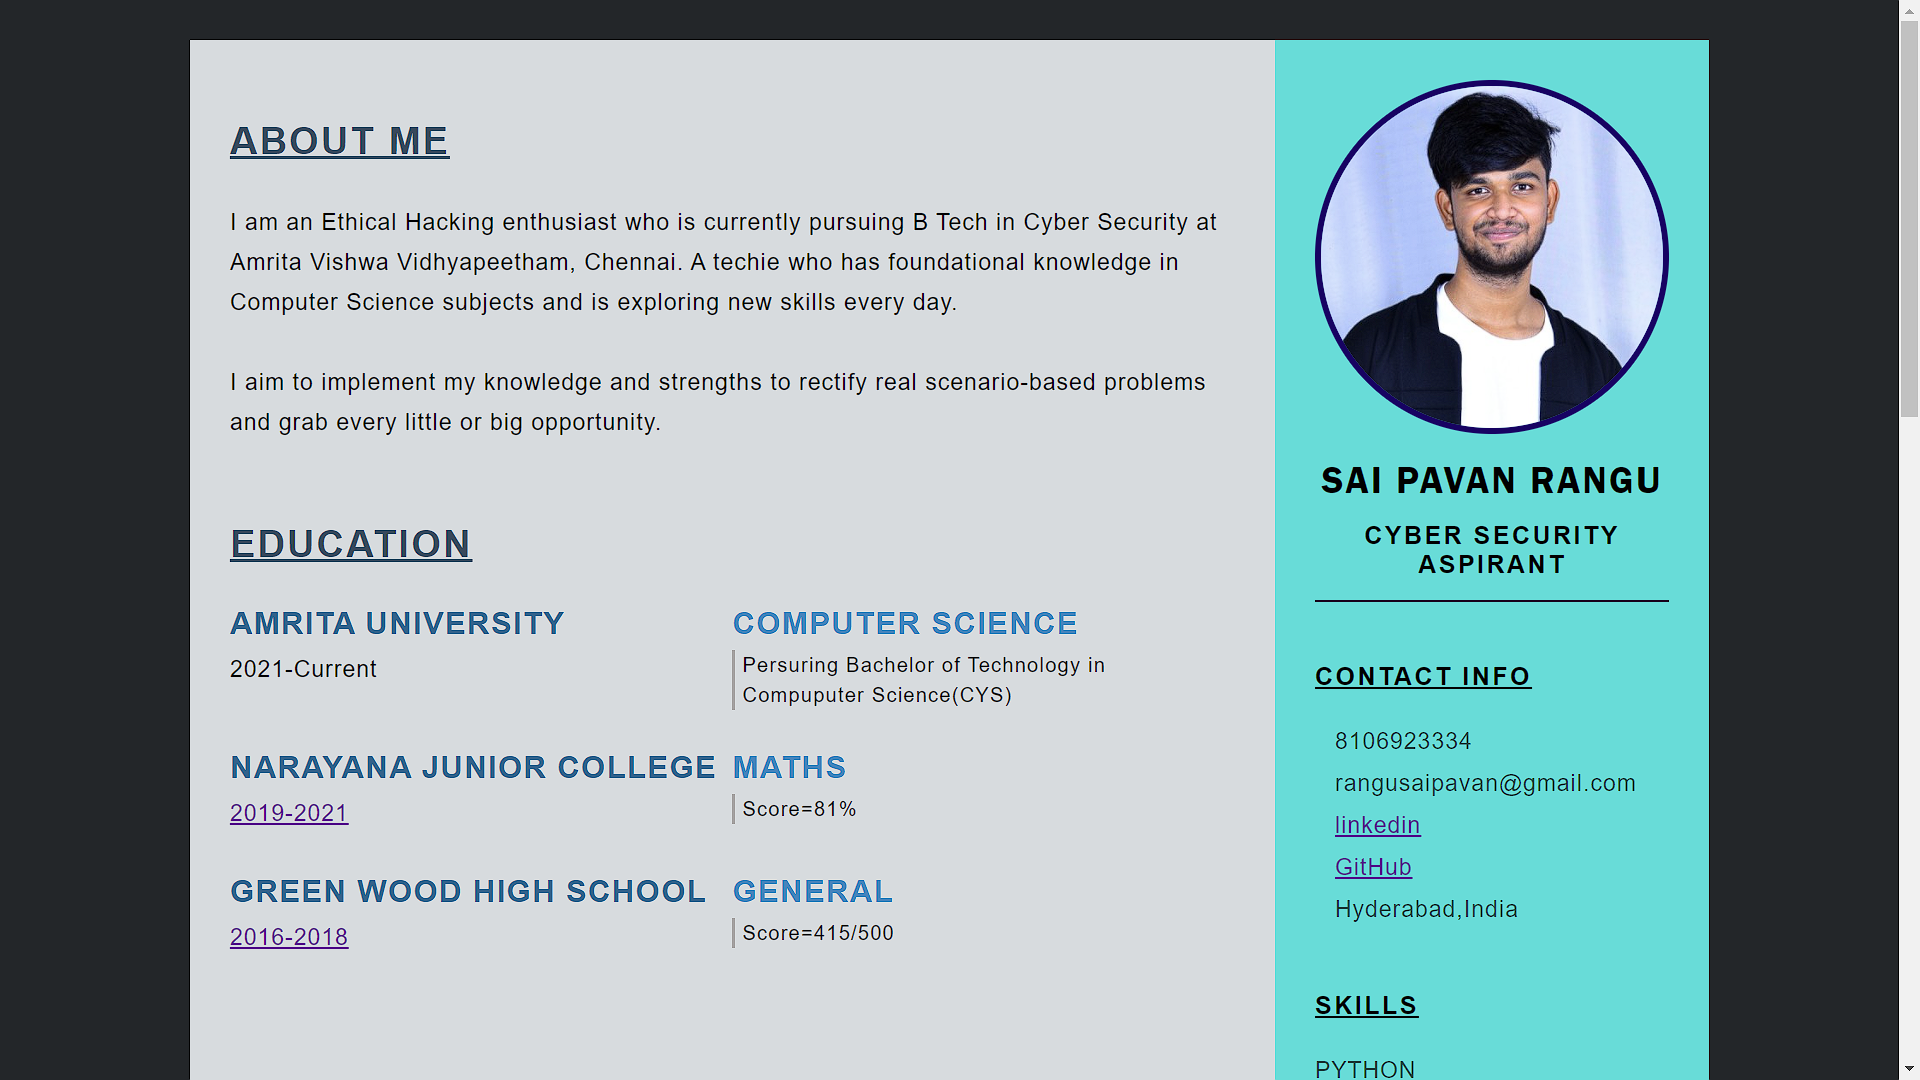 ABOUT ME
I am an Ethical Hacking enthusiast who is currently pursuing B Tech in Cyber Security at
Amrita Vishwa Vidhyapeetham, Chennai. A techie who has foundational knowledge in
Computer Science subjects and is exploring new skills every day.
I aim to implement my knowledge and strengths to rectify real scenario-based problems
and grab every little or big opportunity.
EDUCATION
AMRITA UNIVERSITY
2021-Current
COMPUTER SCIENCE
Persuring Bachelor of Technology in
Compuputer Science(CYS)
NARAYANA JUNIOR COLLEGE
2019-2021
MATHS
Score=81%
GREEN WOOD HIGH SCHOOL
2016-2018
GENERAL
Score=415/500
SAI PAVAN RANGU
CYBER SECURITY
ASPIRANT
CONTACT INFO
8106923334
rangusaipavan@gmail.com
linkedin
GitHub
Hyderabad,India
SKILLS
PYTHON